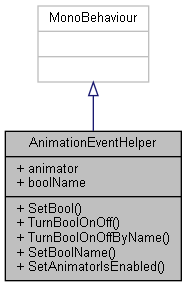 MonoBehaviour
AnimationEventHelper
+ animator
+ boolName
+ SetBool()
+ TurnBoolOnOff()
+ TurnBoolOnOffByName()
+ SetBoolName()
+ SetAnimatorIsEnabled()